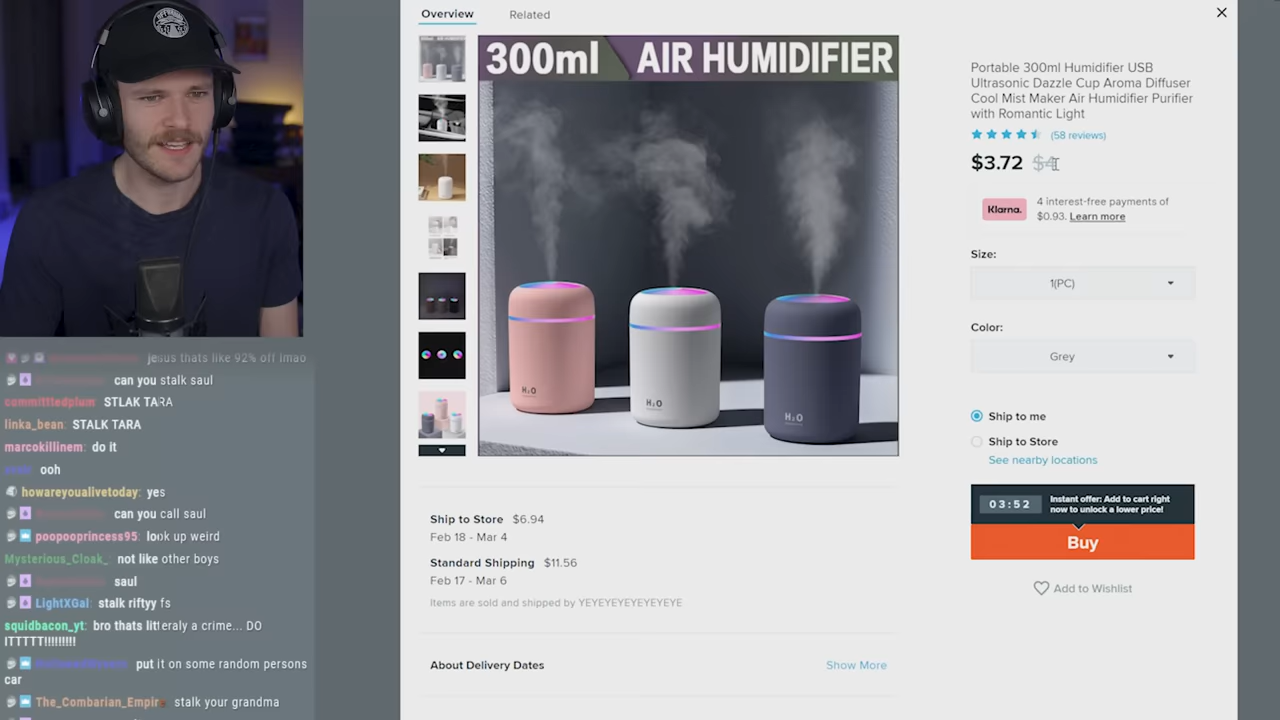 Overview
Related
300ml AIR HUMIDIFIER
H₂O
H₂O
H₂O
Portable 300ml Humidifier USB
Ultrasonic Dazzle Cup Aroma Diffuser
Cool Mist Maker Air Humidifier Purifier
with Romantic Light
(58 reviews)
$3.72
Klarna.
4 interest-free payments of
$0.93. Learn more
Size:
1(PC)
Color:
Grey
Ship to me
Ship to Store
See nearby locations
03:52
Instant offer: Add to cart right
now to unlock a lower price!
Buy
Add to Wishlist
Ship to Store $6.94
Feb 18 - Mar 4
Standard Shipping $11.56
Feb 17 - Mar 6
Items are sold and shipped by YEYEYEYEYEYEYEYE
About Delivery Dates
Show More
jesus thats like 92% off lmao
can you stalk saul
committtedplum: STLAK TARA
linka_bean: STALK TARA
marcokillinem: do it
ooh
howareyoualivetoday: yes
can you call saul
poopooprincess95: look up weird
Mysterious_Cloak_: not like other boys
saul
LightXGal: stalk riftyy fs
squidbacon_yt: bro thats litteraly a crime... DO
ITTTTT!!!!!!!!!
put it on some random persons
car
The_Combarian_Empir stalk your grandma